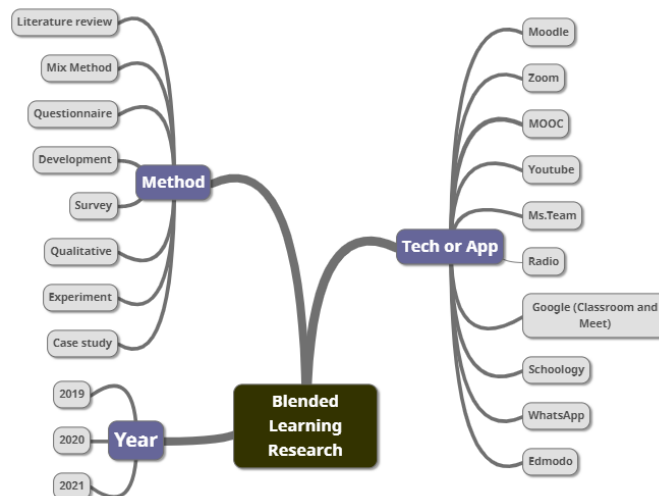 Literature review
Mix Method
Questionnaire
Development
Survey
Qualitative
Experiment
Case study
Method
2019
2020
2021
Year
Blended
Learning
Research
Tech or App
Moodle
Zoom
MOOC
Youtube
Ms.Team
Radio
Google (Classroom and
Meet)
Schoology
WhatsApp
Edmodo